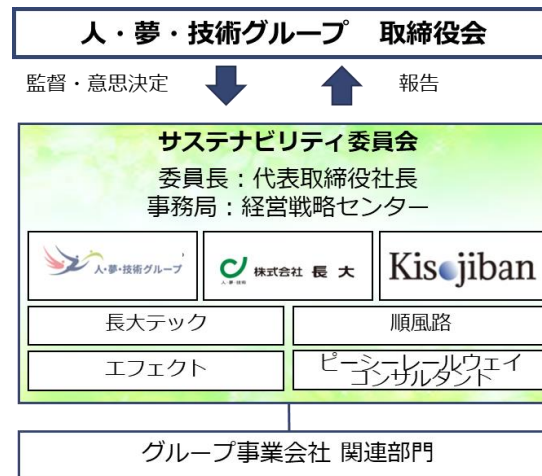 人・夢・技術グループ　取締役会
監督・意思決定
報告
サステナビリティ委員会
委員長：代表取締役社長
事務局：経営戦略センター
人・夢・技術グループ
株式会社 長 大
人・夢・技術
Kisojiban
長大テック
順風路
エフェクト
ピーシーレールウェイ
コンサルタント
グループ事業会社 関連部門